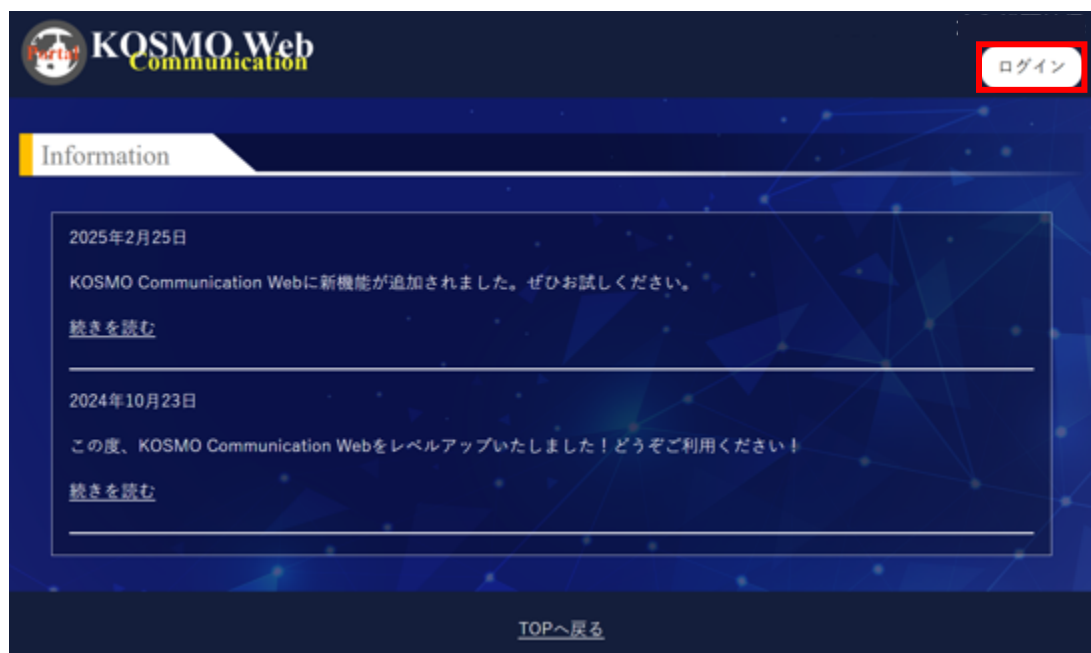 Portal
KOSMO Web
Communication
ログイン
Information
2025年2月25日
KOSMO Communication Webに新機能が追加されました。ぜひお試しください。
続きを読む
2024年10月23日
この度、KOSMO Communication Webをレベルアップいたしました！どうぞご利用ください！
続きを読む
TOPへ戻る